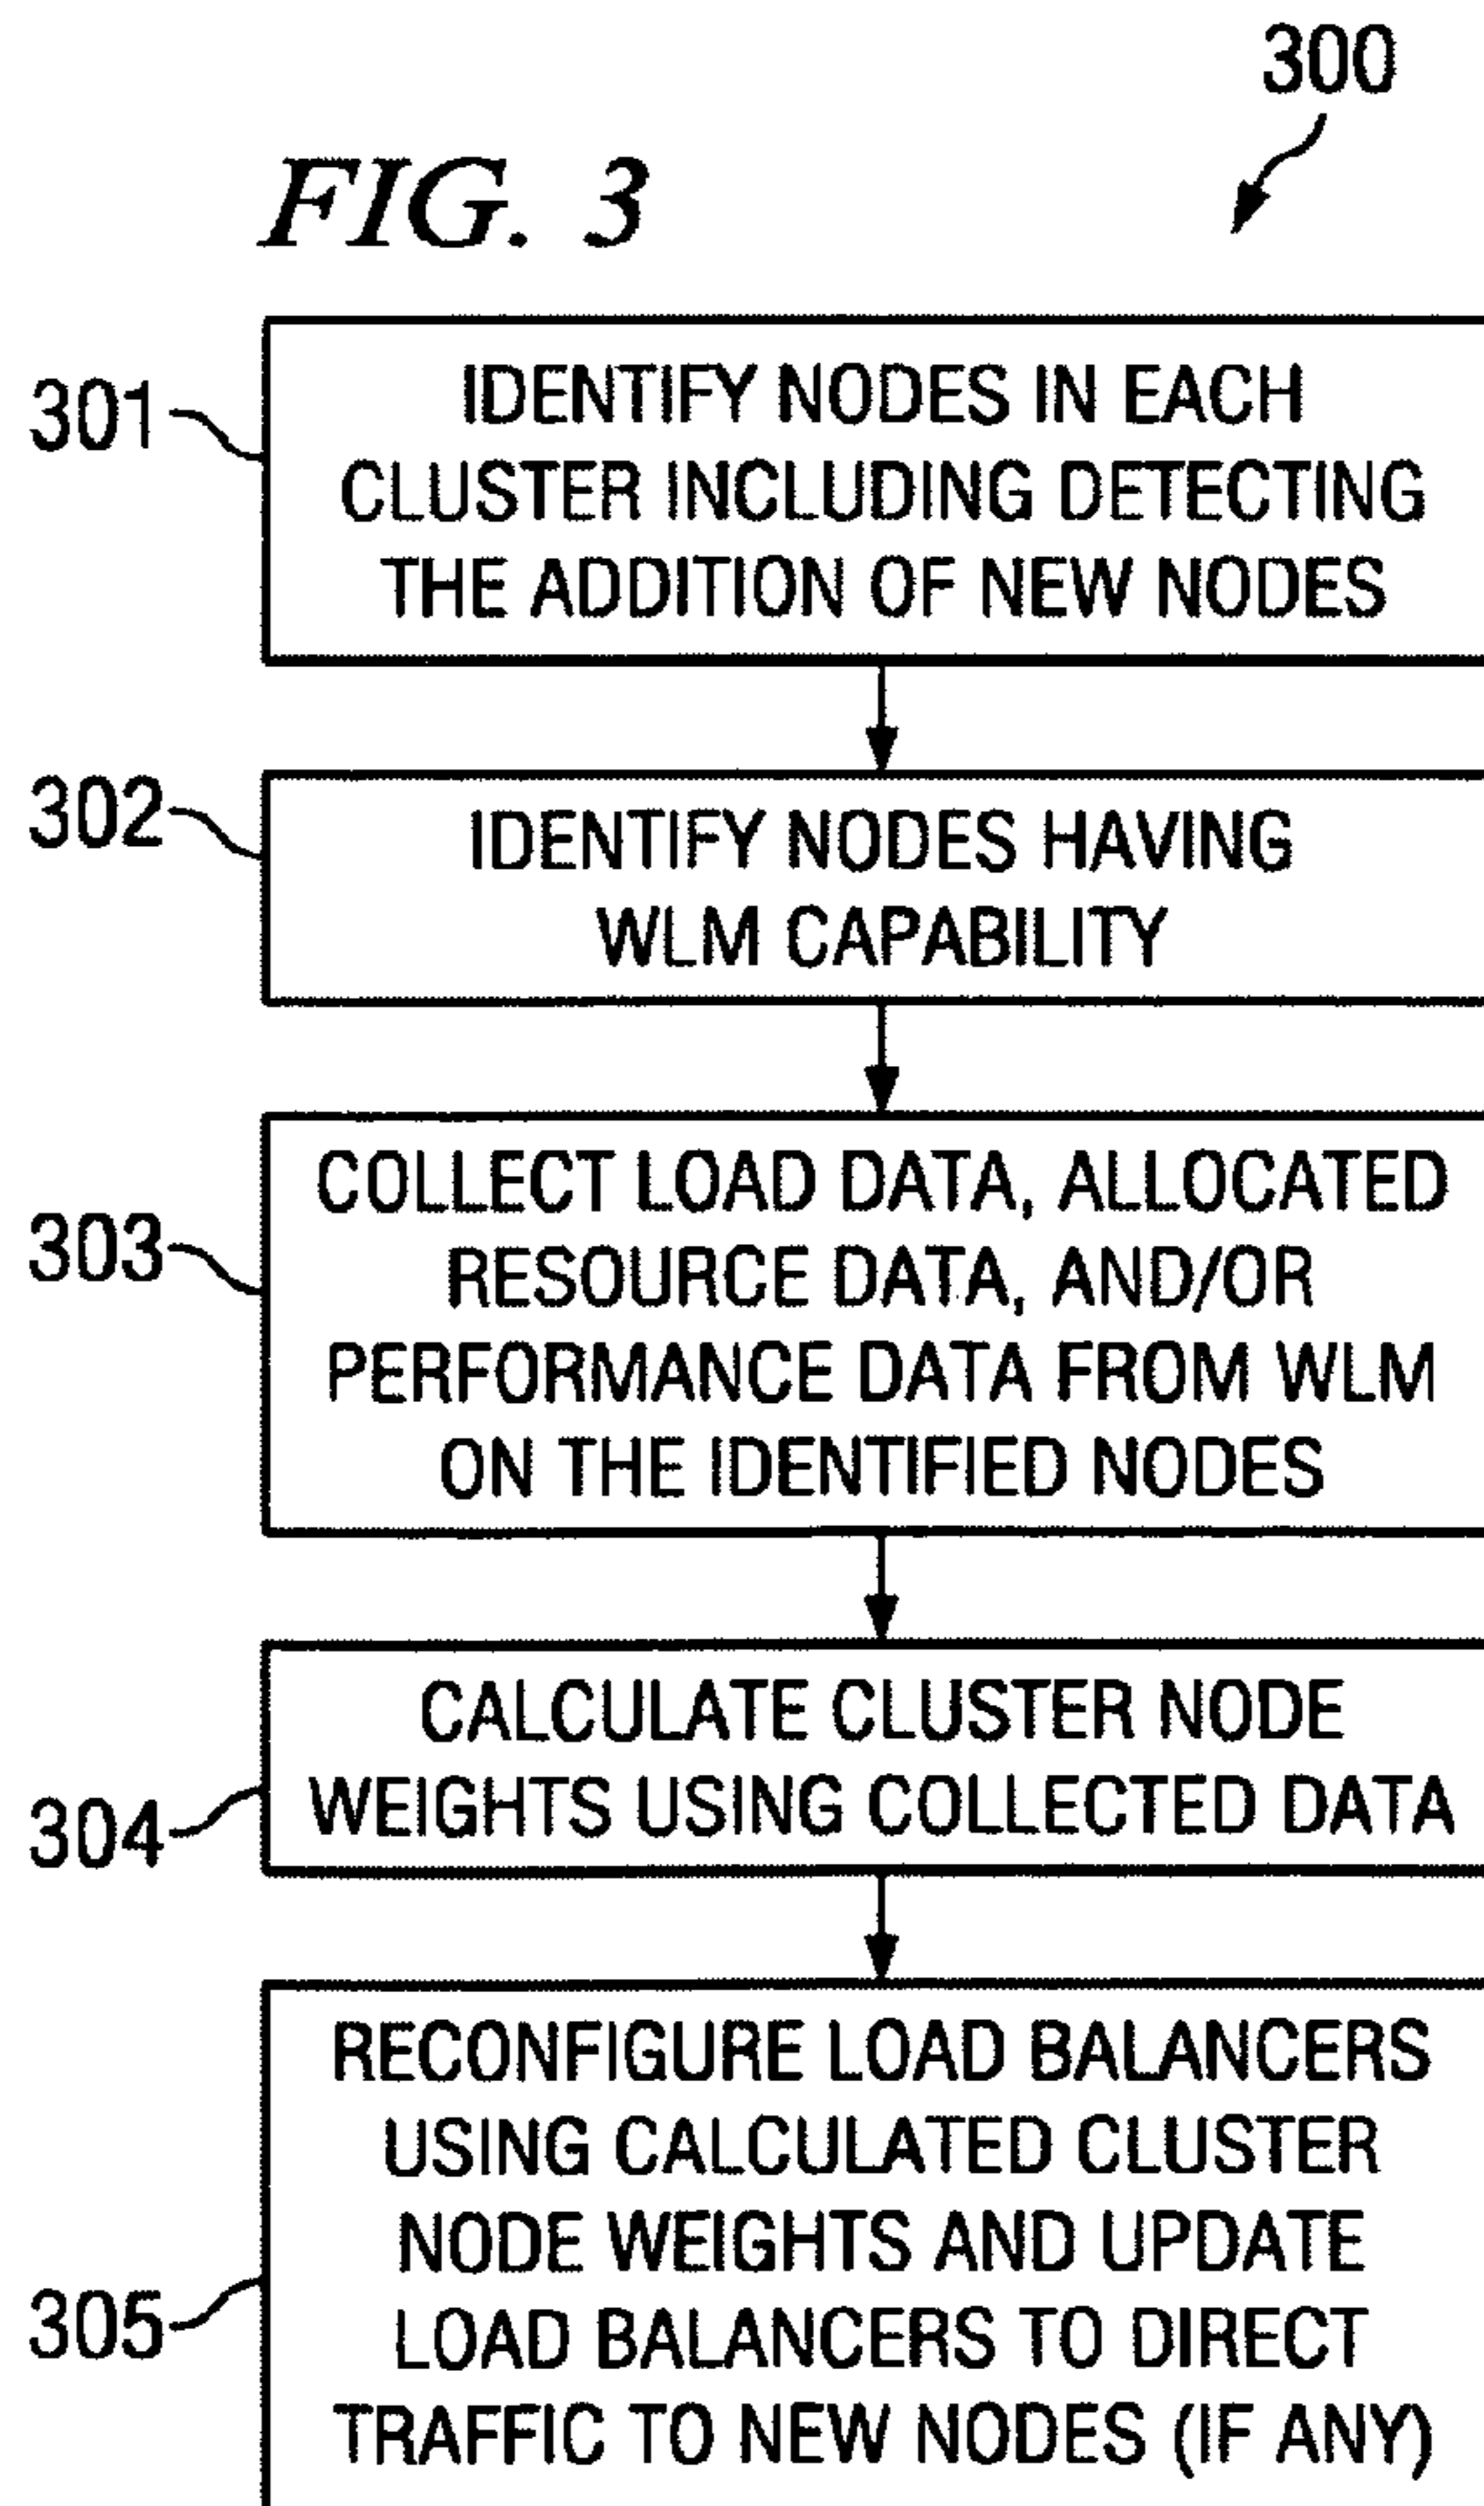 300
FIG. 3
301
IDENTIFY NODES IN EACH
CLUSTER INCLUDING DETECTING
THE ADDITION OF NEW NODES
302
IDENTIFY NODES HAVING
WLM CAPABILITY
303
COLLECT LOAD DATA, ALLOCATED
RESOURCE DATA, AND/OR
PERFORMANCE DATA FROM WLM
ON THE IDENTIFIED NODES
304
CALCULATE CLUSTER NODE
WEIGHTS USING COLLECTED DATA
305
RECONFIGURE LOAD BALANCERS
USING CALCULATED CLUSTER
NODE WEIGHTS AND UPDATE
LOAD BALANCERS TO DIRECT
TRAFFIC TO NEW NODES (IF ANY)